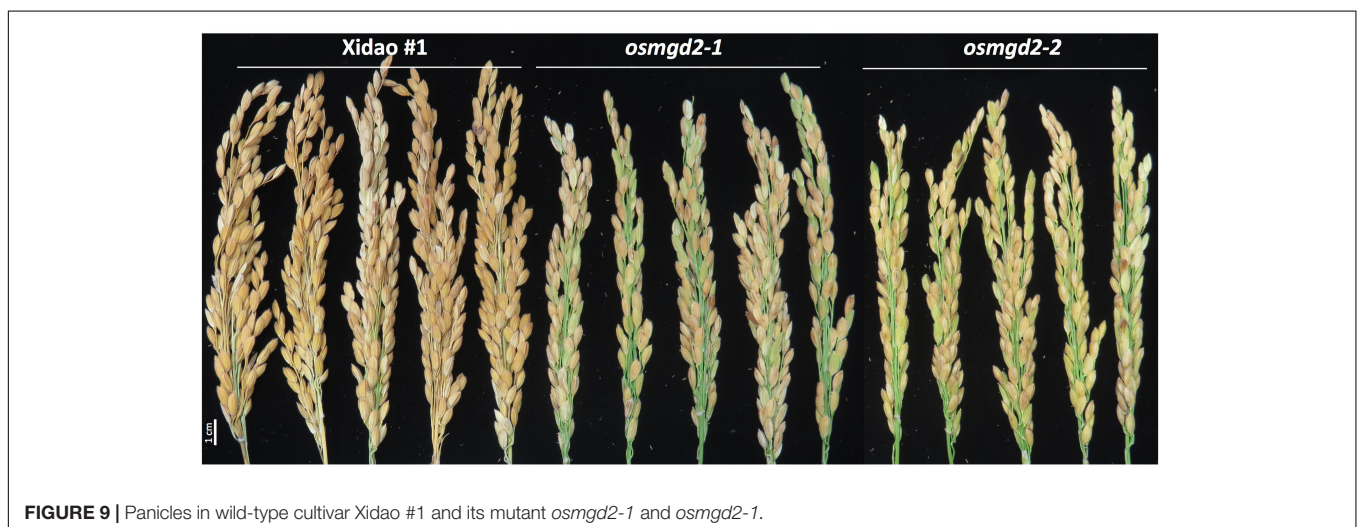 Xidao #1 osmgd2-1 osmgd2-2
1 cm
FIGURE 9 | Panicles in wild-type cultivar Xidao #1 and its mutant osmgd2-1 and osmgd2-1.